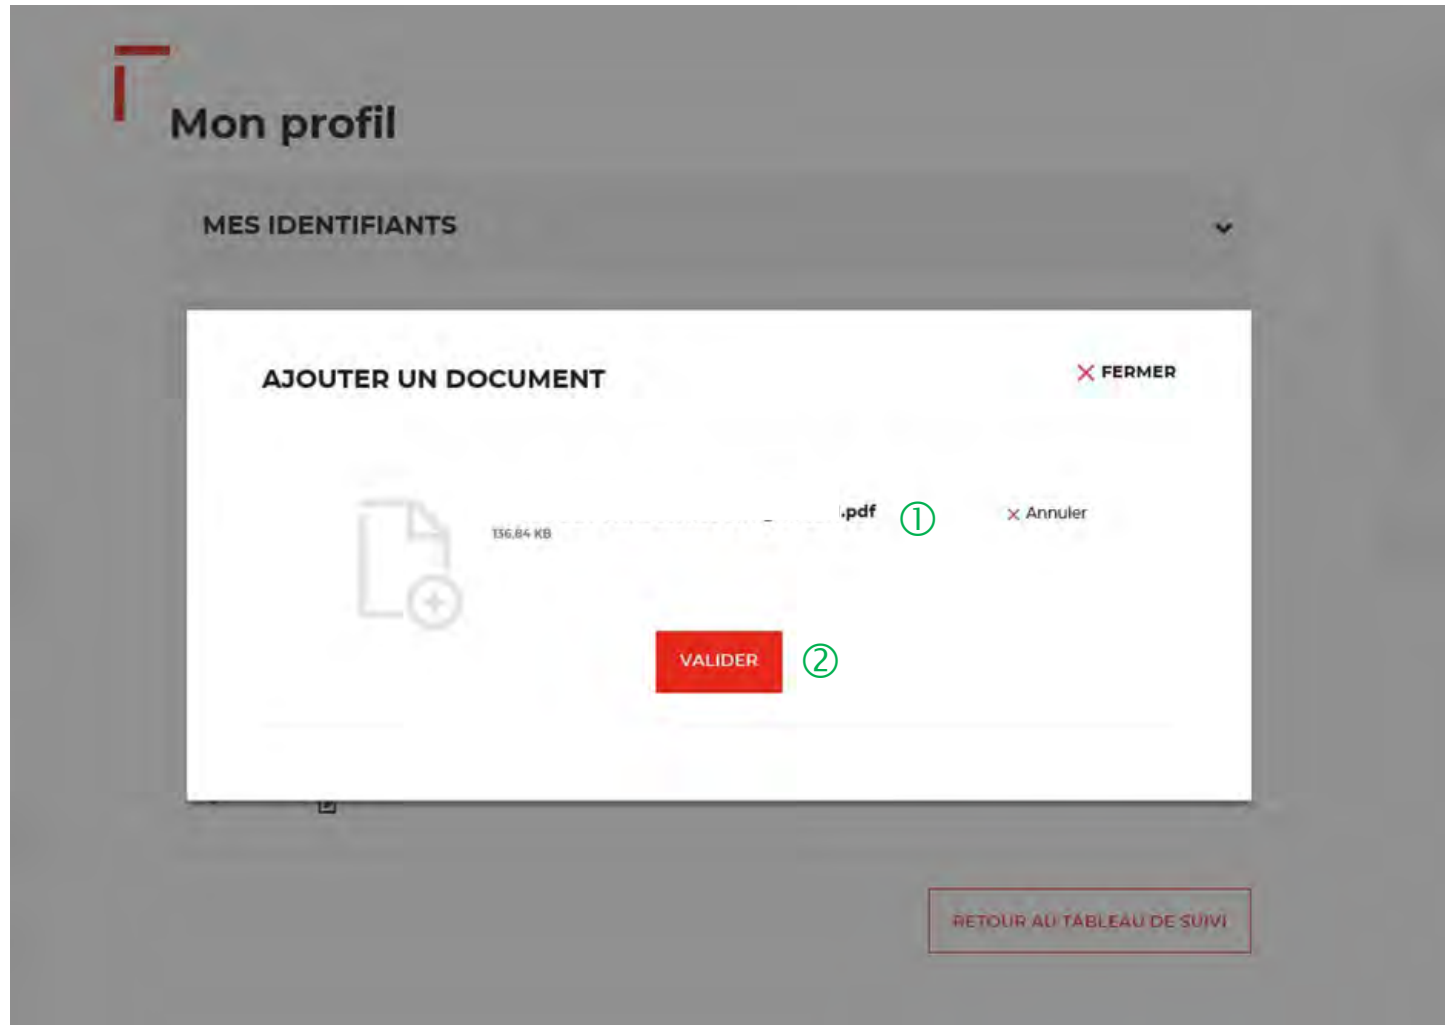 Mon profil
MES IDENTIFIANTS
AJOUTER UN DOCUMENT
FERMER
.pdf ① Annuler
136,84 KB
VALIDER ②
RETOUR AU TABLEAU DE SUIVI